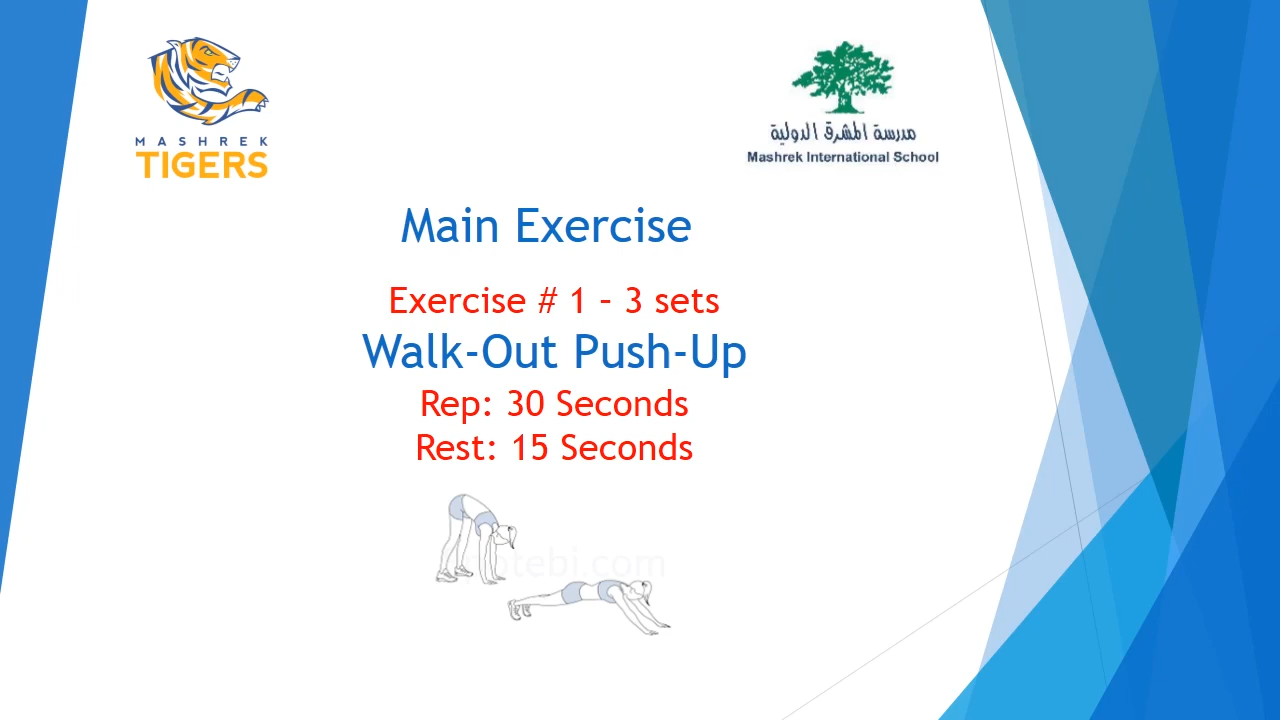 MASHREK
TIGERS
مدرسة المشرق الدولية
Mashrek International School
Main Exercise
Exercise # 1 – 3 sets
Walk-Out Push-Up
Rep: 30 Seconds
Rest: 15 Seconds